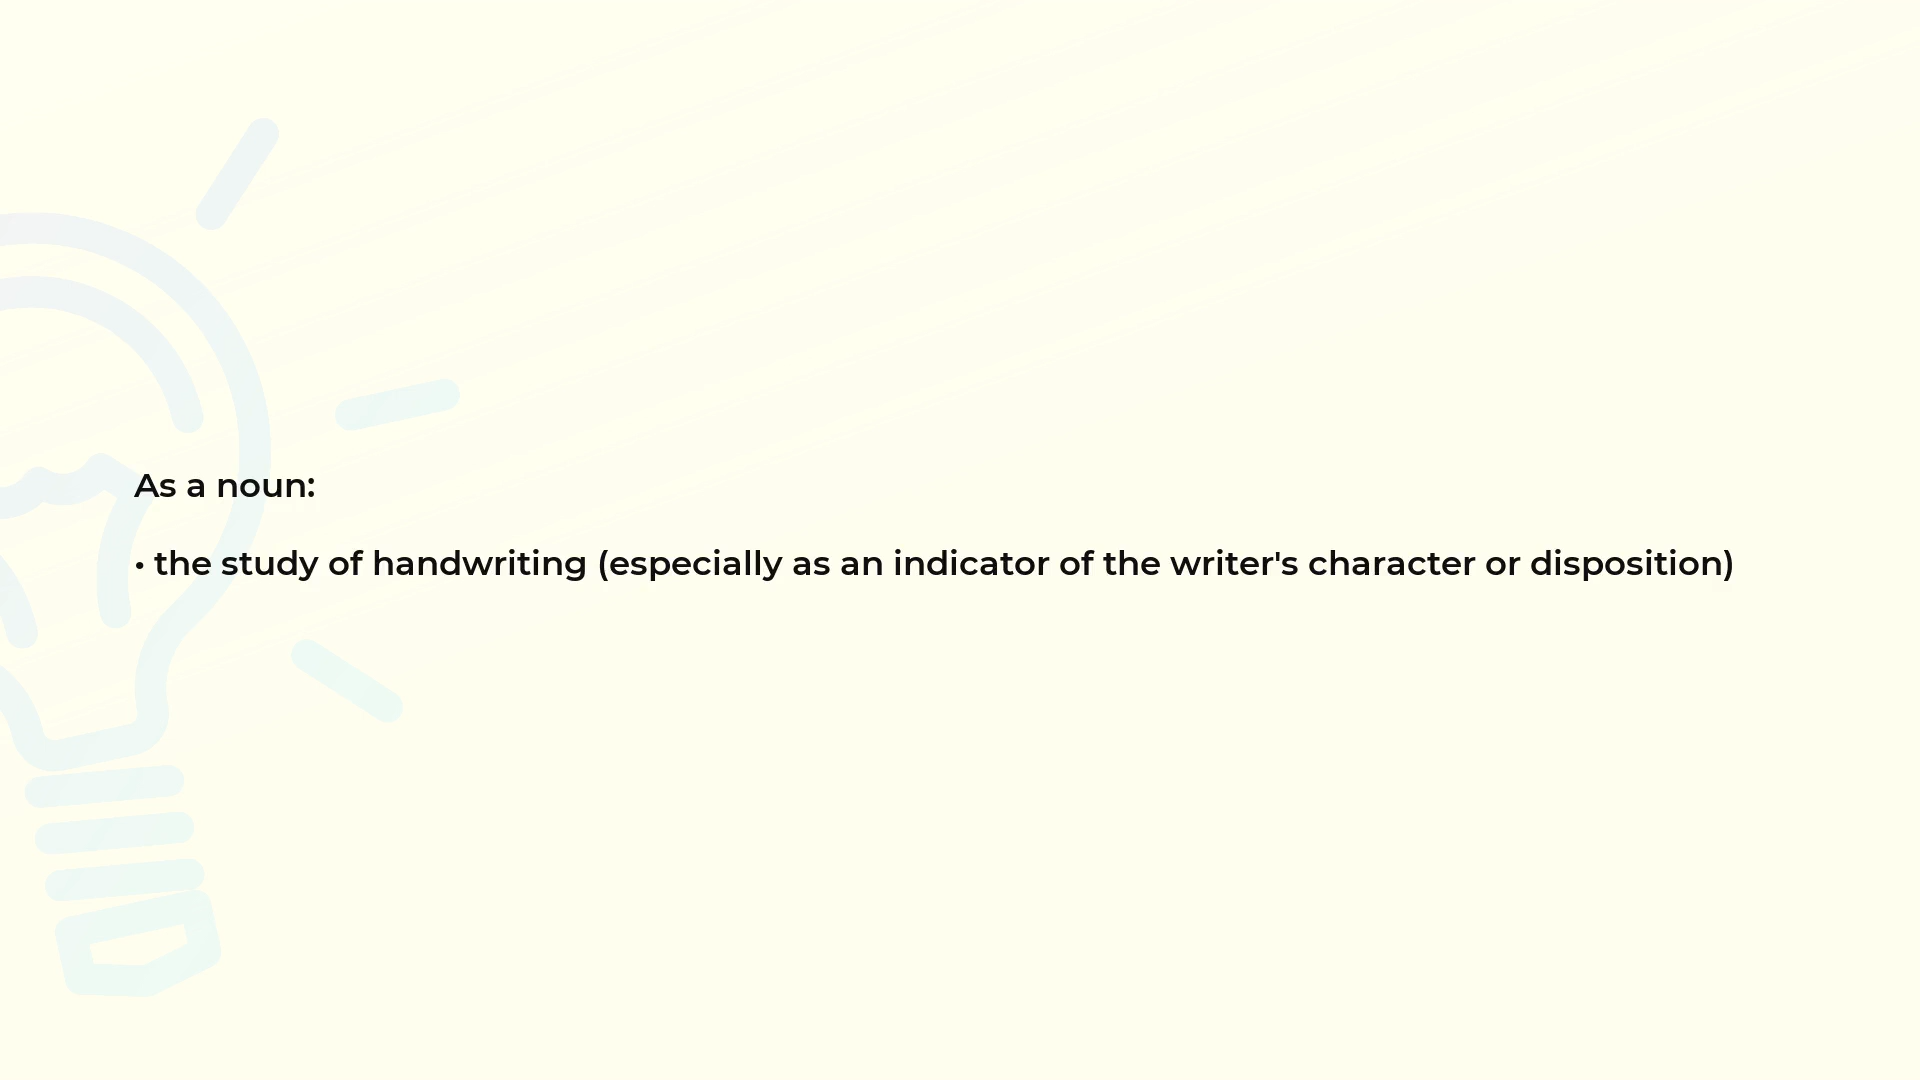 As a noun:
• the study of handwriting (especially as an indicator of the writer's character or disposition)